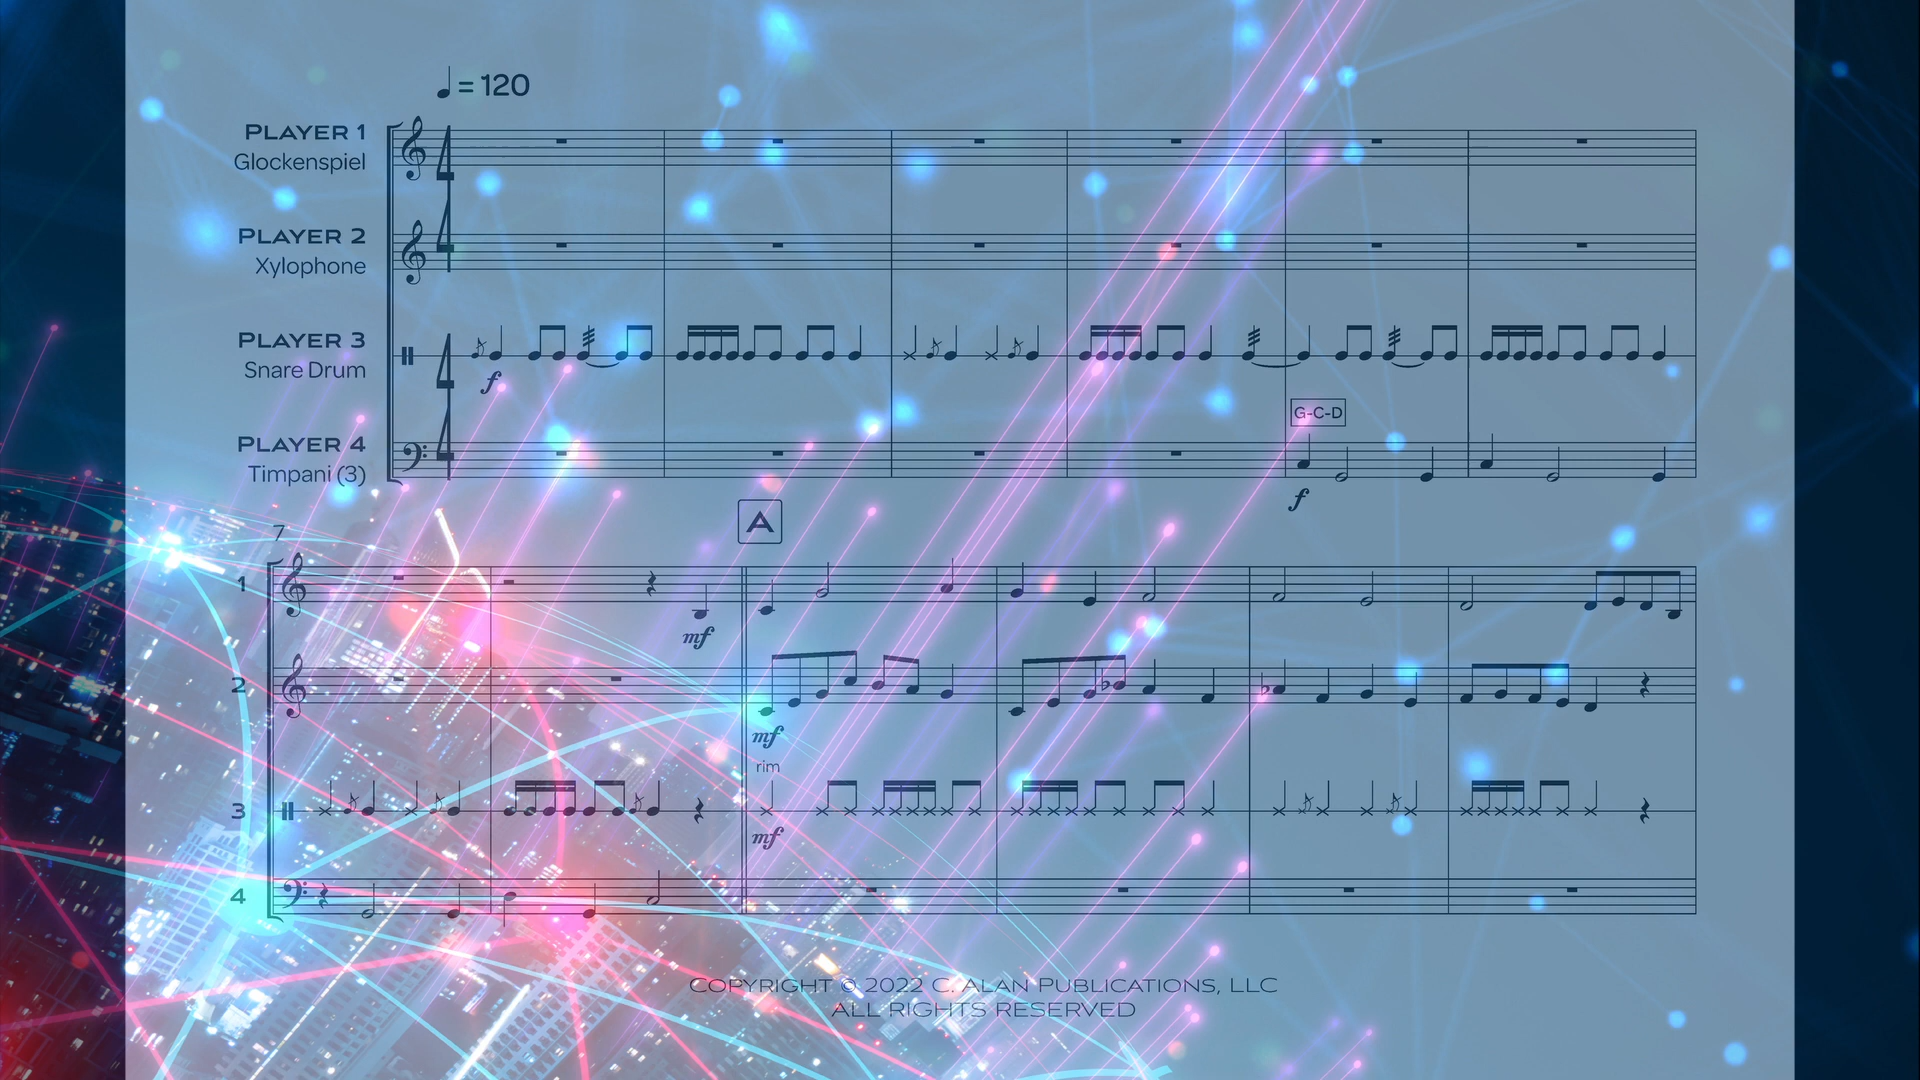 ♩ = 120
PLAYER 1
Glockenspiel
PLAYER 2
Xylophone
PLAYER 3
Snare Drum
f
G-C-D
PLAYER 4
Timpani (3)
f
A
7
1
mf
2
mf
rim
3
mf
4
COPYRIGHT © 2022 C. ALAN PUBLICATIONS, LLC
ALL RIGHTS RESERVED